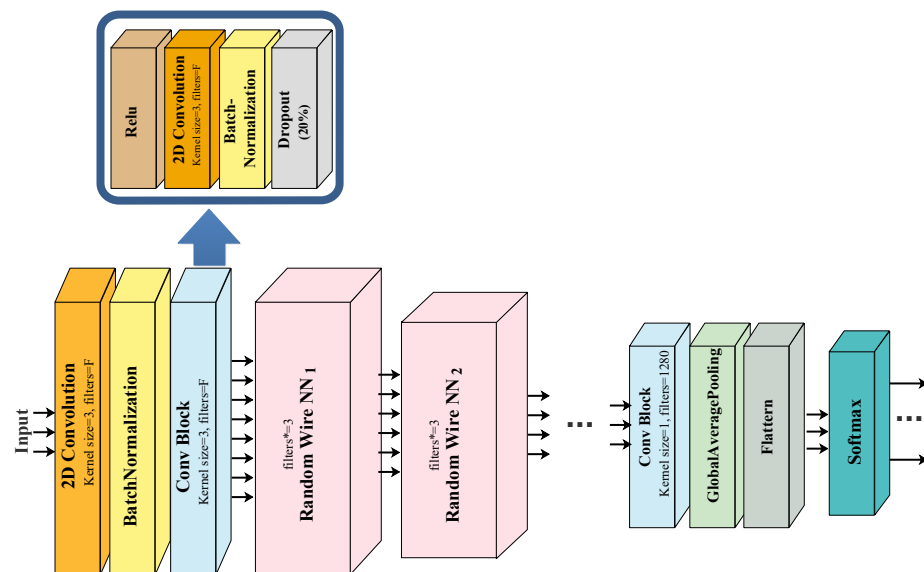 Relu
2D Convolution
Kernel size=3, filters=F
Batch-
Normalization
Dropout
(20%)
Input
2D Convolution
Kernel size=3, filters=F
BatchNormalization
Conv Block
Kernel size=3, filters=F
filters*=3
Random Wire NN 1
filters*=3
Random Wire NN 2
...
Conv Block
Kernel size=1, filters=1280
GlobalAveragePooling
Flattern
Softmax
...